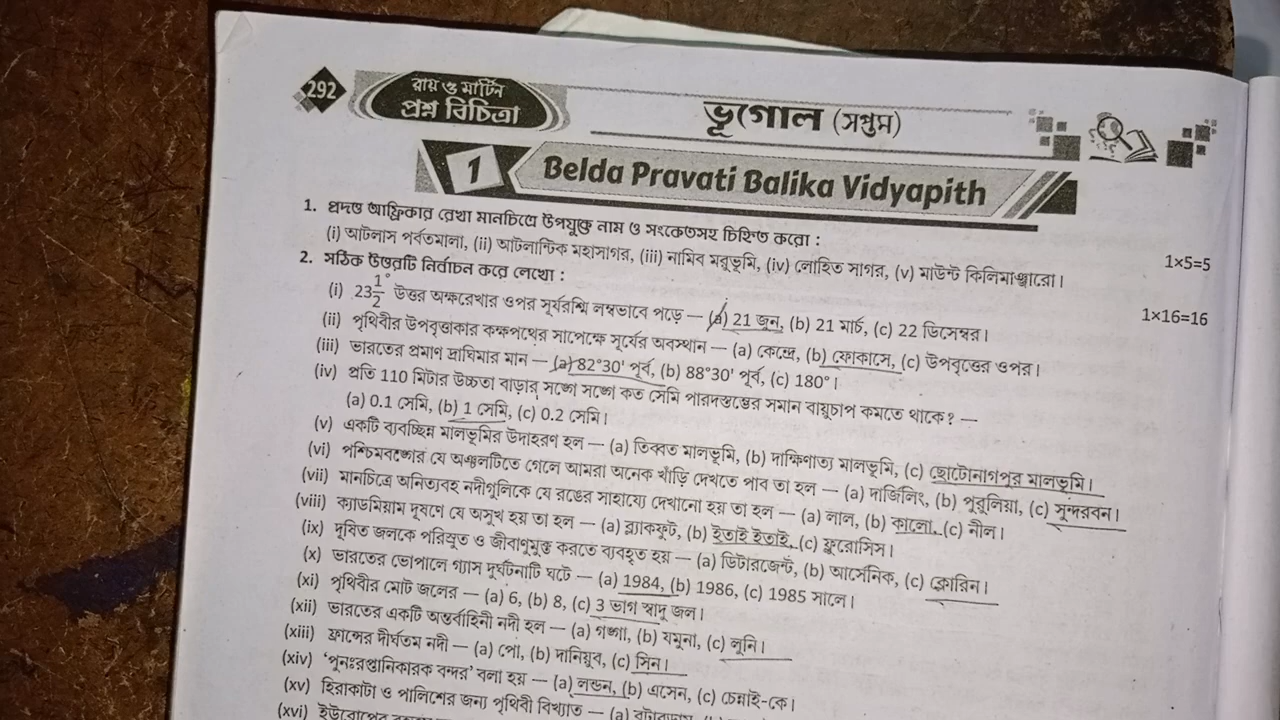 292
রায় ও মার্টিন
প্রশ্ন বিচিত্রা
ভূগোল (সপ্তম)
1 Belda Pravati Balika Vidyapith
1. প্রদত্ত আফ্রিকার রেখা মানচিত্রে উপযুক্ত নাম ও সংকেতসহ চিহ্নিত করো :
(i) আটলাস পর্বতমালা, (ii) আটলান্টিক মহাসাগর, (iii) নামিব মরুভূমি, (iv) লোহিত সাগর, (v) মাউন্ট কিলিমাঞ্জারো। 1×5=5
2. সঠিক উত্তরটি নির্বাচন করে লেখো : 1×16=16
(i) 23 1/2° উত্তর অক্ষরেখার ওপর সূর্যরশ্মি লম্বভাবে পড়ে — (a) 21 জুন, (b) 21 মার্চ, (c) 22 ডিসেম্বর।
(ii) পৃথিবীর উপবৃত্তাকার কক্ষপথের সাপেক্ষে সূর্যের অবস্থান — (a) কেন্দ্রে, (b) ফোকাসে, (c) উপবৃত্তের ওপর।
(iii) ভারতের প্রমাণ দ্রাঘিমার মান — (a) 82°30' পূর্ব, (b) 88°30' পূর্ব, (c) 180°।
(iv) প্রতি 110 মিটার উচ্চতা বাড়ার সঙ্গে সঙ্গে কত সেমি পারদস্তম্ভের সমান বায়ুচাপ কমতে থাকে? —
(a) 0.1 সেমি, (b) 1 সেমি, (c) 0.2 সেমি।
(v) একটি ব্যবচ্ছিন্ন মালভূমির উদাহরণ হল — (a) তিব্বত মালভূমি, (b) দাক্ষিণাত্য মালভূমি, (c) ছোটোনাগপুর মালভূমি।
(vi) পশ্চিমবঙ্গের যে অঞ্চলটিতে গেলে আমরা অনেক খাঁড়ি দেখতে পাব তা হল — (a) দার্জিলিং, (b) পুরুলিয়া, (c) সুন্দরবন।
(vii) মানচিত্রে অনিত্যবহ নদীগুলিকে যে রঙের সাহায্যে দেখানো হয় তা হল — (a) লাল, (b) কালো, (c) নীল।
(viii) ক্যাডমিয়াম দূষণে যে অসুখ হয় তা হল — (a) ব্ল্যাকফুট, (b) ইতাই ইতাই, (c) ফ্লুরোসিস।
(ix) দূষিত জলকে পরিস্রুত ও জীবাণুমুক্ত করতে ব্যবহৃত হয় — (a) ডিটারজেন্ট, (b) আর্সেনিক, (c) ক্লোরিন।
(x) ভারতের ভোপালে গ্যাস দুর্ঘটনাটি ঘটে — (a) 1984, (b) 1986, (c) 1985 সালে।
(xi) পৃথিবীর মোট জলের — (a) 6, (b) 8, (c) 3 ভাগ স্বাদু জল।
(xii) ভারতের একটি অন্তর্বাহিনী নদী হল — (a) গঙ্গা, (b) যমুনা, (c) লুনি।
(xiii) ফ্রান্সের দীর্ঘতম নদী — (a) পো, (b) দানিয়ুব, (c) সিন।
(xiv) 'পুনঃরপ্তানিকারক বন্দর' বলা হয় — (a) লন্ডন, (b) এসেন, (c) চেন্নাই-কে।
(xv) হিরাকাটা ও পালিশের জন্য পৃথিবী বিখ্যাত — (a)
(xvi) ইউরোপের